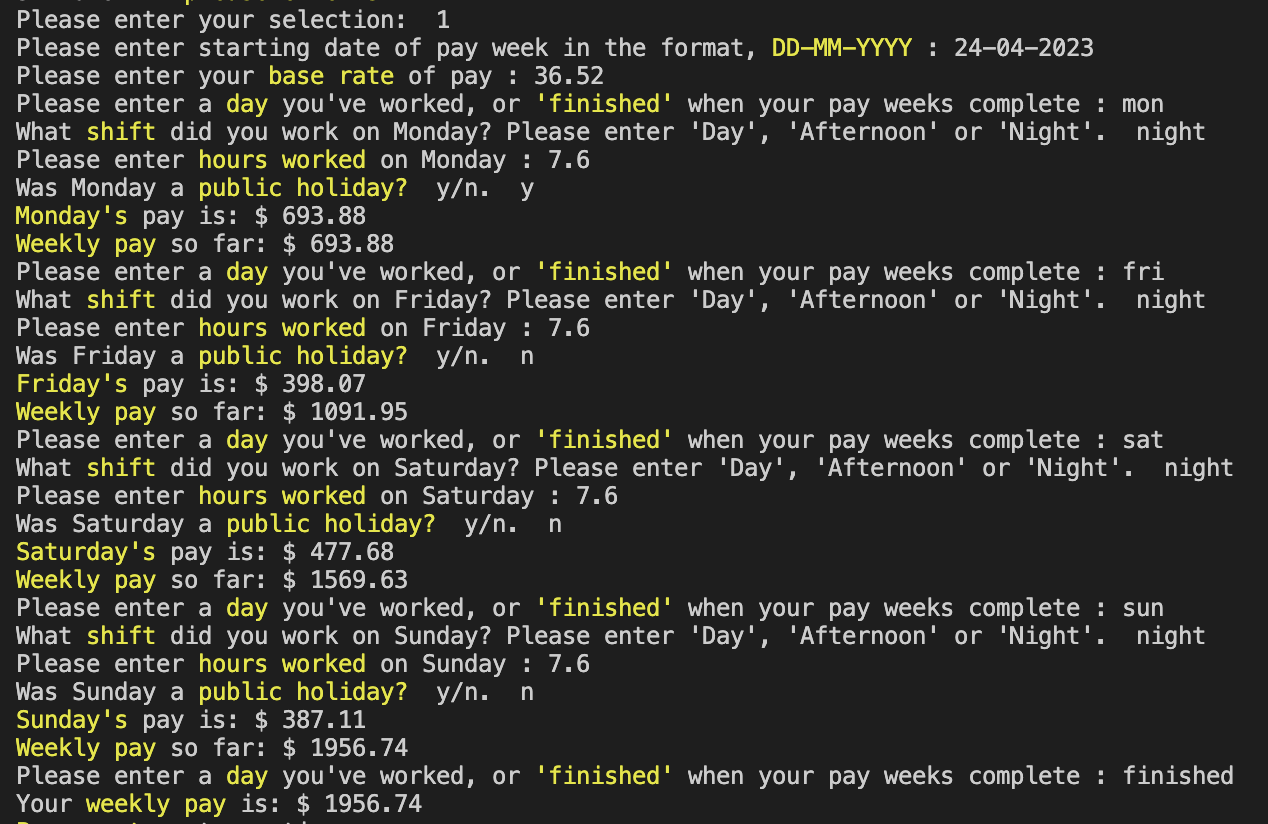 Please enter your selection:  1
Please enter starting date of pay week in the format, DD-MM-YYYY : 24-04-2023
Please enter your base rate of pay : 36.52
Please enter a day you've worked, or 'finished' when your pay weeks complete : mon
What shift did you work on Monday? Please enter 'Day', 'Afternoon' or 'Night'.  night
Please enter hours worked on Monday : 7.6
Was Monday a public holiday?  y/n.  y
Monday's pay is: $ 693.88
Weekly pay so far: $ 693.88
Please enter a day you've worked, or 'finished' when your pay weeks complete : fri
What shift did you work on Friday? Please enter 'Day', 'Afternoon' or 'Night'.  night
Please enter hours worked on Friday : 7.6
Was Friday a public holiday?  y/n.  n
Friday's pay is: $ 398.07
Weekly pay so far: $ 1091.95
Please enter a day you've worked, or 'finished' when your pay weeks complete : sat
What shift did you work on Saturday? Please enter 'Day', 'Afternoon' or 'Night'.  night
Please enter hours worked on Saturday : 7.6
Was Saturday a public holiday?  y/n.  n
Saturday's pay is: $ 477.68
Weekly pay so far: $ 1569.63
Please enter a day you've worked, or 'finished' when your pay weeks complete : sun
What shift did you work on Sunday? Please enter 'Day', 'Afternoon' or 'Night'.  night
Please enter hours worked on Sunday : 7.6
Was Sunday a public holiday?  y/n.  n
Sunday's pay is: $ 387.11
Weekly pay so far: $ 1956.74
Please enter a day you've worked, or 'finished' when your pay weeks complete : finished
Your weekly pay is: $ 1956.74